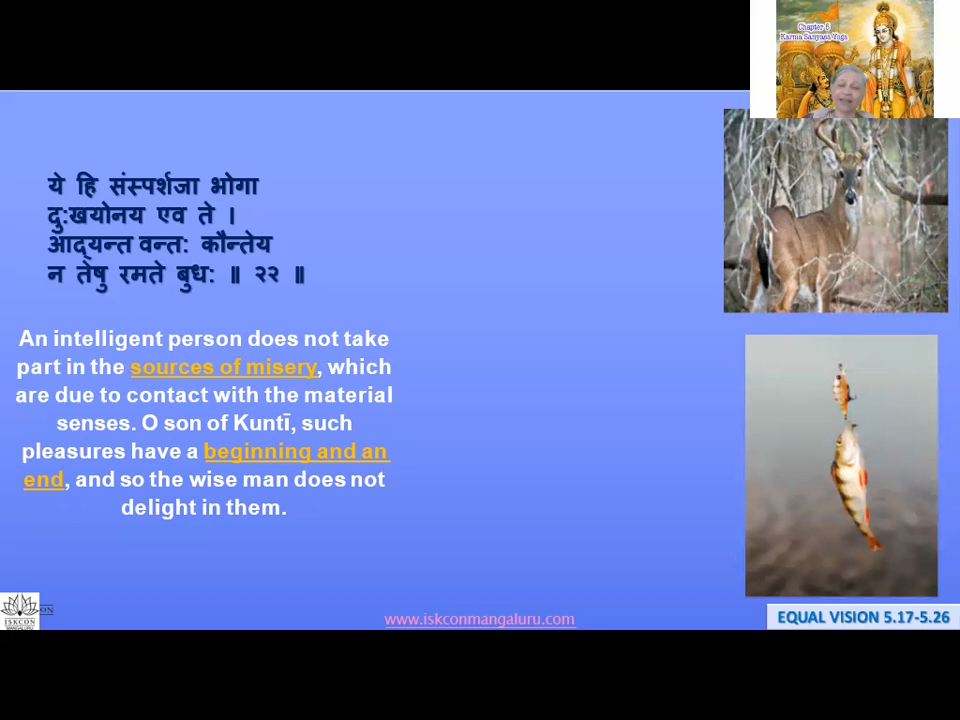 Chapter 5
Karma Sanyasa Yoga
ये हि संस्पर्शजा भोगा
दु:खयोनय एव ते ।
आद्यन्त वन्त: कौन्तेय
न तेषु रमते बुध: ॥ २२ ॥
An intelligent person does not take
part in the sources of misery, which
are due to contact with the material
senses. O son of Kuntī, such
pleasures have a beginning and an
end, and so the wise man does not
delight in them.
ISKCON
MANGALURU
www.iskconmangaluru.com
EQUAL VISION 5.17-5.26